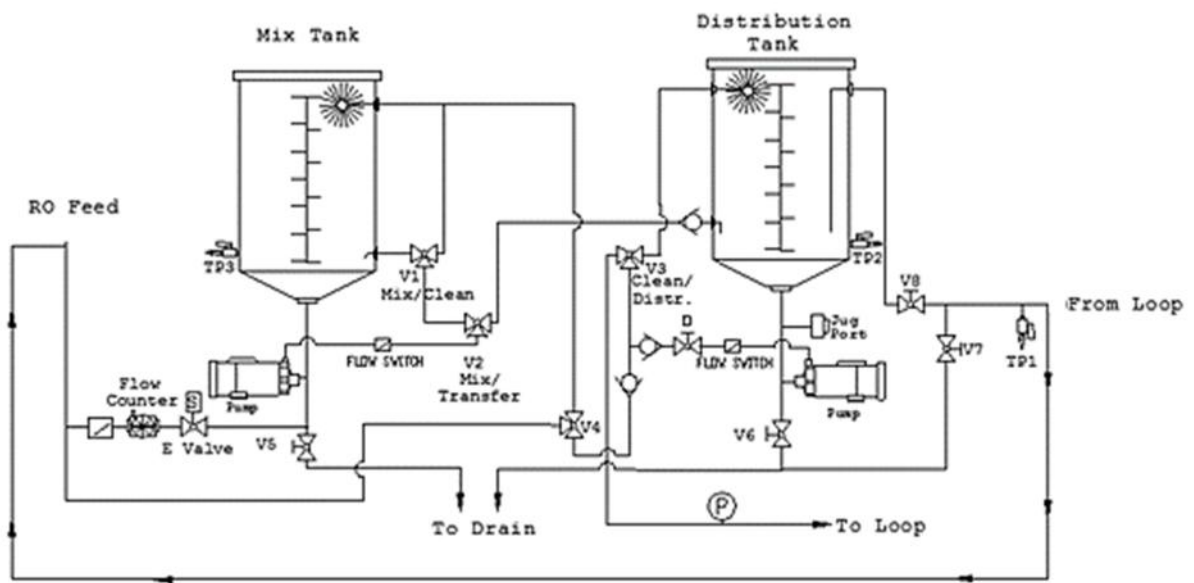 Mix Tank
Distribution
Tank
RO Feed
TP3
V1
Mix/Clean
V3
Clean/
Distr.
TP2
V8
From Loop
D
Jug
Port
FLOW SWITCH
V2
Mix/
Transfer
FLOW SWITCH
V7
TP1
Flow
Counter
S
Pump
Pump
E Valve
V5
V4
V6
To Drain
P
To Loop